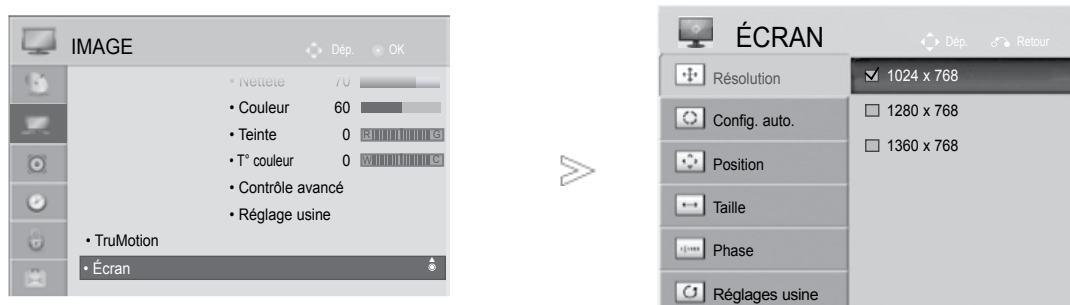 IMAGE
Dép. OK
• Netteté 70
• Couleur 60
• Teinte 0 R G
• T° couleur 0 W C
• Contrôle avancé
• Réglage usine
• TruMotion
• Écran
ÉCRAN
Dép. Retour
Résolution
Config. auto.
Position
Taille
Phase
Réglages usine
1024 x 768
1280 x 768
1360 x 768